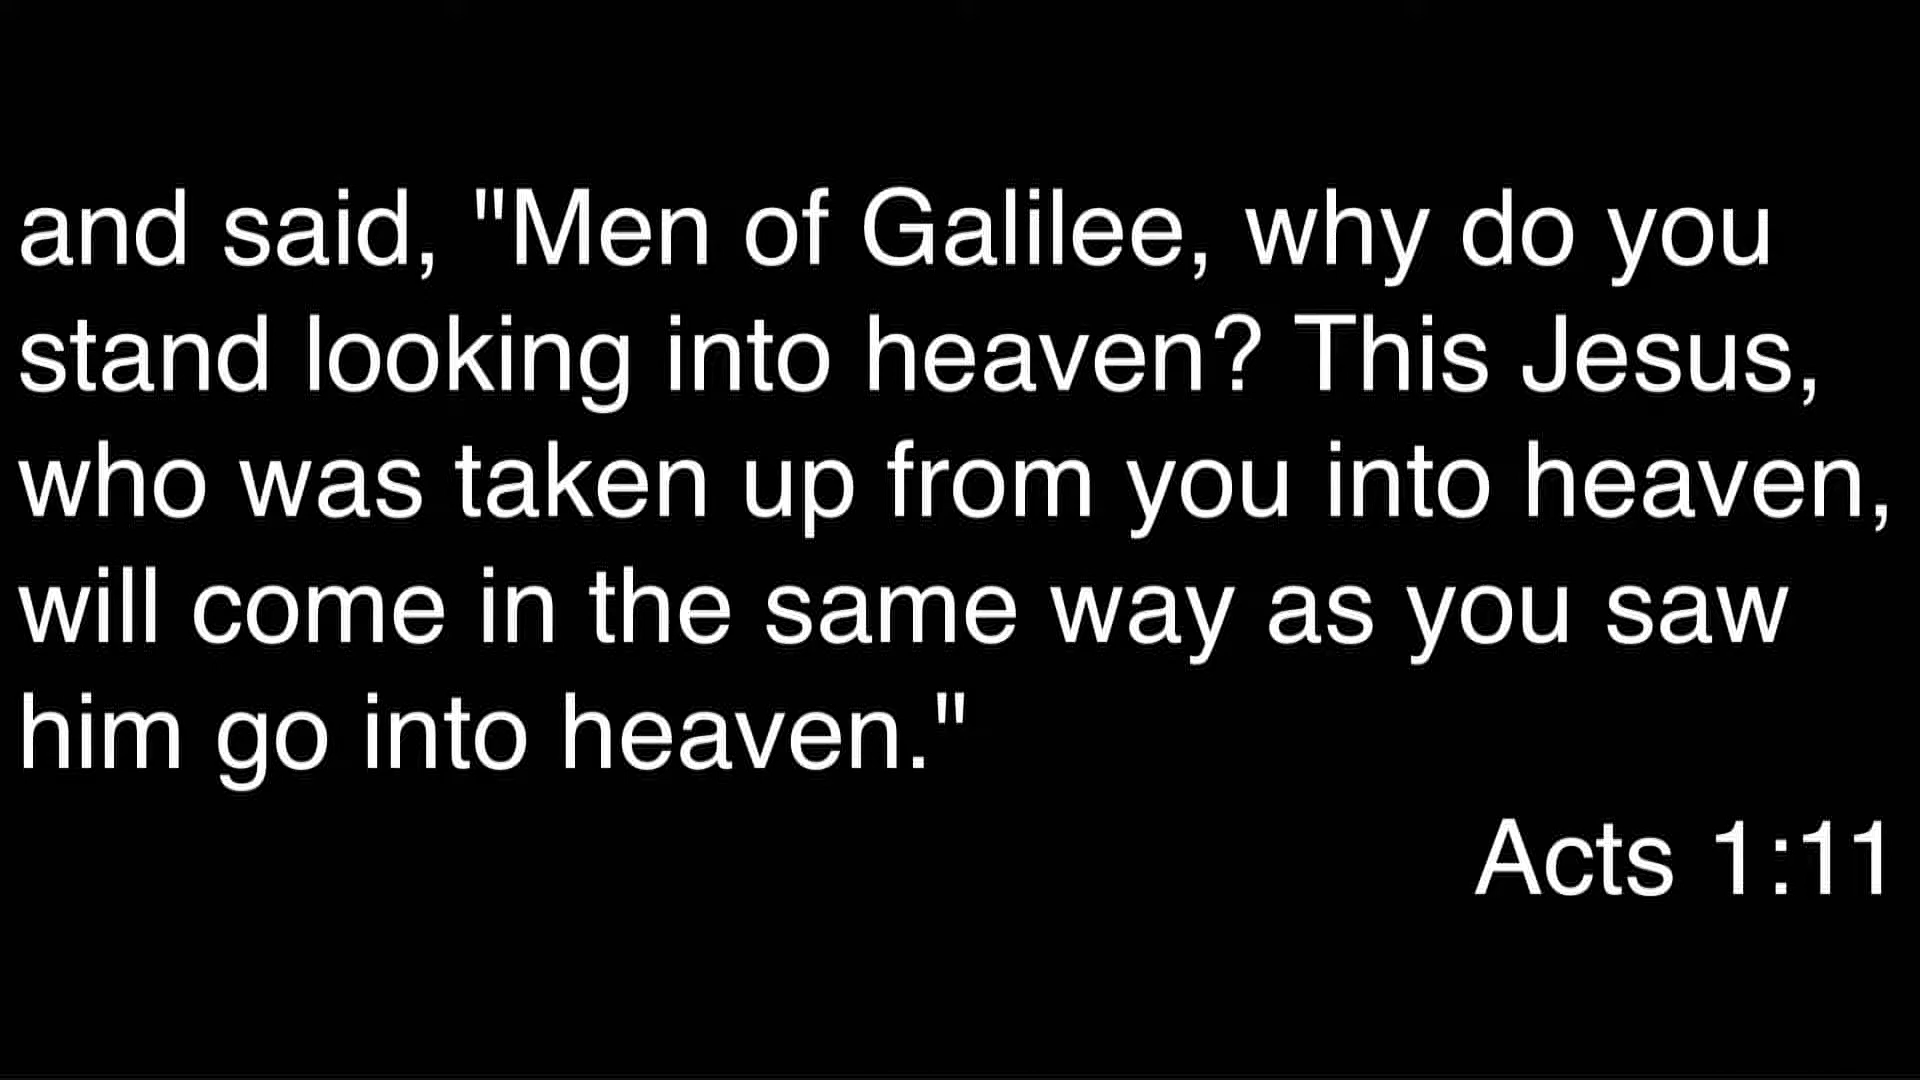 and said, "Men of Galilee, why do you
stand looking into heaven? This Jesus,
who was taken up from you into heaven,
will come in the same way as you saw
him go into heaven."
Acts 1:11